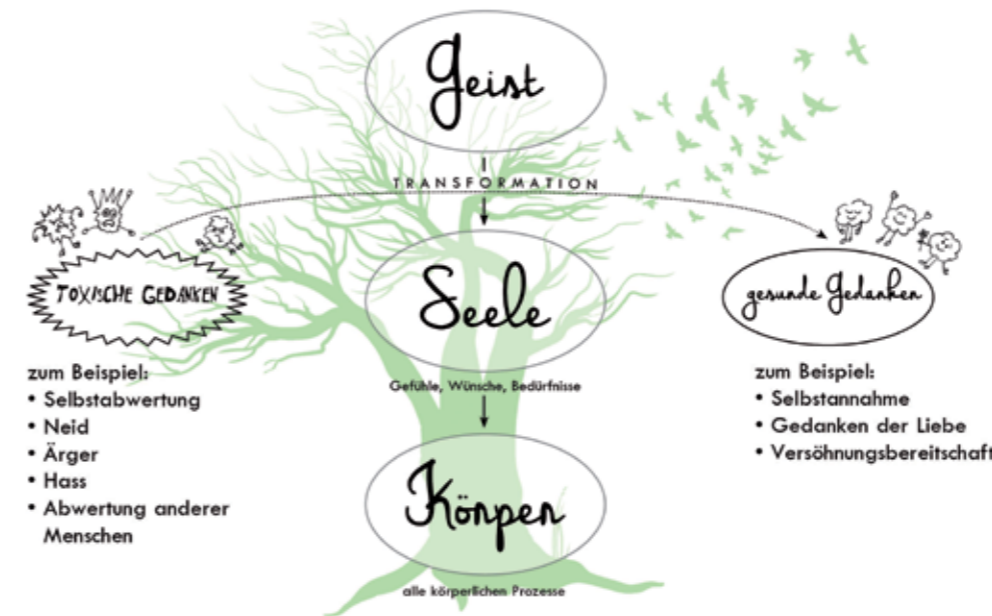 Geist
TRANSFORMATION
TOXISCHE GEDANKEN
zum Beispiel:
• Selbstabwertung
• Neid
• Ärger
• Hass
• Abwertung anderer
Menschen
Seele
Gefühle, Wünsche, Bedürfnisse
Körper
alle körperlichen Prozesse
gesunde Gedanken
zum Beispiel:
• Selbstannahme
• Gedanken der Liebe
• Versöhnungsbereitschaft